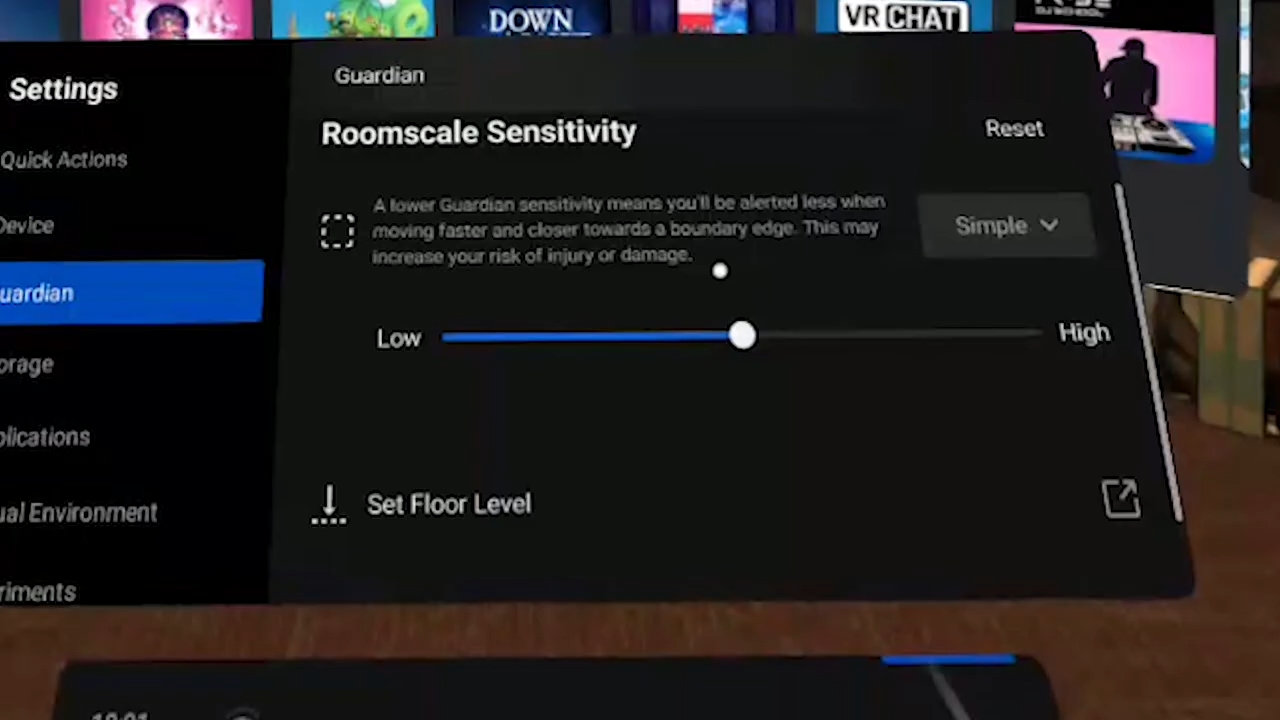 DOWN
VR CHAT
Settings
Quick Actions
Device
uardian
orage
plications
ual Environment
riments
Guardian
Roomscale Sensitivity
Reset
A lower Guardian sensitivity means you'll be alerted less when
moving faster and closer towards a boundary edge. This may
increase your risk of injury or damage.
Simple
Low
High
Set Floor Level